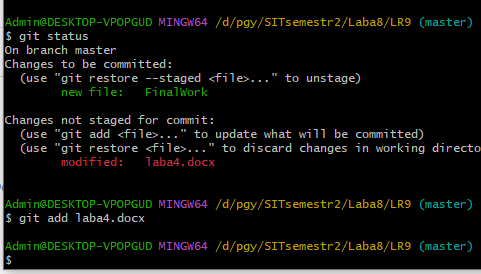 Admin@DESKTOP-VPOPGUD MINGW64 /d/pgy/SITsemestr2/Laba8/LR9 (master)
$ git status
On branch master
Changes to be committed:
  (use "git restore --staged <file>..." to unstage)
        new file:   FinalWork

Changes not staged for commit:
  (use "git add <file>..." to update what will be committed)
  (use "git restore <file>..." to discard changes in working directo
        modified:   laba4.docx

Admin@DESKTOP-VPOPGUD MINGW64 /d/pgy/SITsemestr2/Laba8/LR9 (master)
$ git add laba4.docx

Admin@DESKTOP-VPOPGUD MINGW64 /d/pgy/SITsemestr2/Laba8/LR9 (master)
$